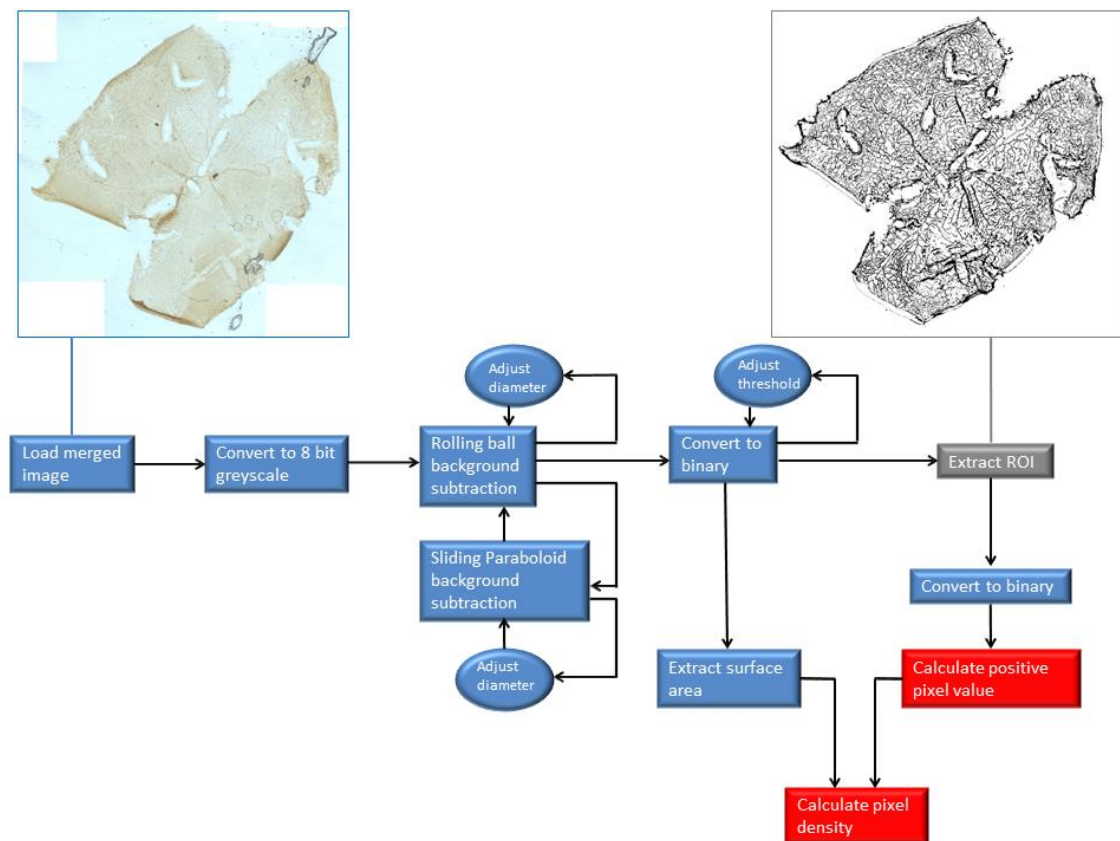 Adjust
diameter
Adjust
threshold
Load merged
image
Convert to 8 bit
greyscale
Rolling ball
background
subtraction
Convert to
binary
Extract ROI
Sliding Paraboloid
background
subtraction
Convert to binary
Adjust
diameter
Extract surface
area
Calculate positive
pixel value
Calculate pixel
density